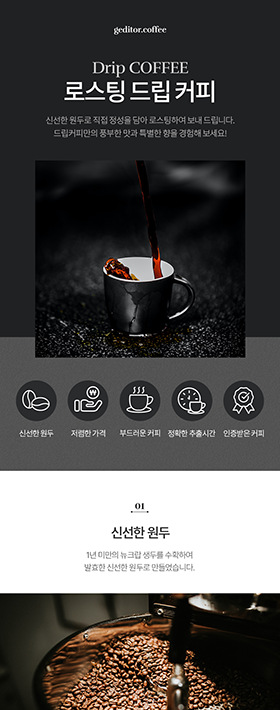 geditor.coffee
Drip COFFEE
로스팅 드립 커피
신선한 원두로 직접 정성을 담아 로스팅하여 보내 드립니다.
드립커피만의 풍부한 맛과 특별한 향을 경험해 보세요!
₩
신선한 원두 저렴한 가격 부드러운 커피 정확한 추출시간 인증받은 커피
01
신선한 원두
1년 미만의 뉴크랍 생두를 수확하여
발효한 신선한 원두로 만들었습니다.